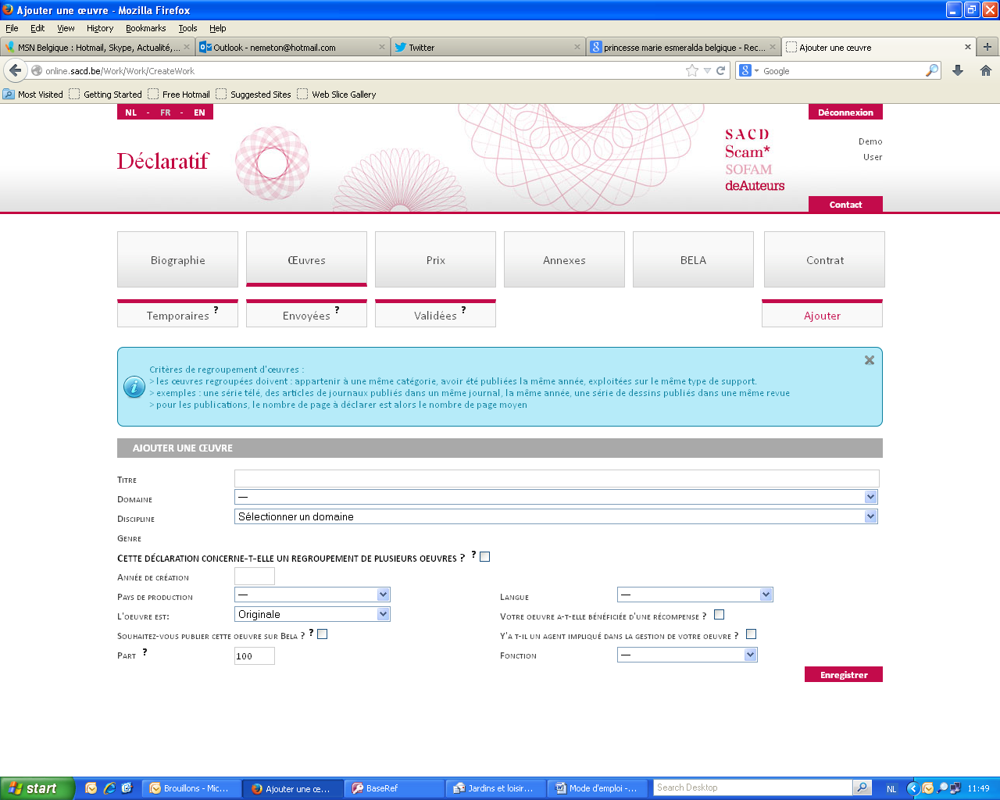 Ajouter une œuvre - Mozilla Firefox
File Edit View History Bookmarks Tools Help
MSN Belgique : Hotmail, Skype, Actualité,... Outlook - nemeton@hotmail.com Twitter princesse marie esmeralda belgique - Rec... Ajouter une œuvre
online.sacd.be/Work/Work/CreateWork Google
Most Visited Getting Started Free Hotmail Suggested Sites Web Slice Gallery
NL - FR - EN Déconnexion
Déclaratif
SACD
Scam*
SOFAM
deAuteurs
Demo
User
Contact
Biographie Œuvres Prix Annexes BELA Contrat
Temporaires ? Envoyées ? Validées ? Ajouter
Critères de regroupement d'œuvres :
> les œuvres regroupées doivent : appartenir à une même catégorie, avoir été publiées la même année, exploitées sur le même type de support.
> exemples : une série télé, des articles de journaux publiés dans un même journal, la même année, une série de dessins publiés dans une même revue
> pour les publications, le nombre de page à déclarer est alors le nombre de page moyen
AJOUTER UNE ŒUVRE
Titre
Domaine —
Discipline Sélectionner un domaine
Genre
Cette déclaration concerne-t-elle un regroupement de plusieurs oeuvres ? ?
Année de création
Pays de production — Langue —
L'oeuvre est: Originale Votre oeuvre a-t-elle bénéficiée d'une récompense ?
Souhaitez-vous publier cette oeuvre sur Bela ? ? Y'a t-il un agent impliqué dans la gestion de votre oeuvre ?
Part ? 100 Fonction —
Enregistrer
start Brouillons - Mic... Ajouter une œ... BaseRef Jardins et loisir... Mode d'emploi -... Search Desktop NL 11:49